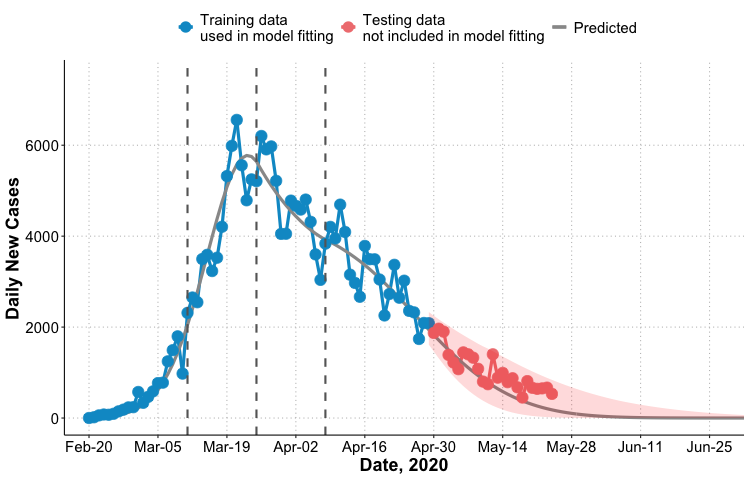 Training data
used in model fitting
Testing data
not included in model fitting
Predicted
Daily New Cases
6000
4000
2000
0
Feb-20 Mar-05 Mar-19 Apr-02 Apr-16 Apr-30 May-14 May-28 Jun-11 Jun-25
Date, 2020